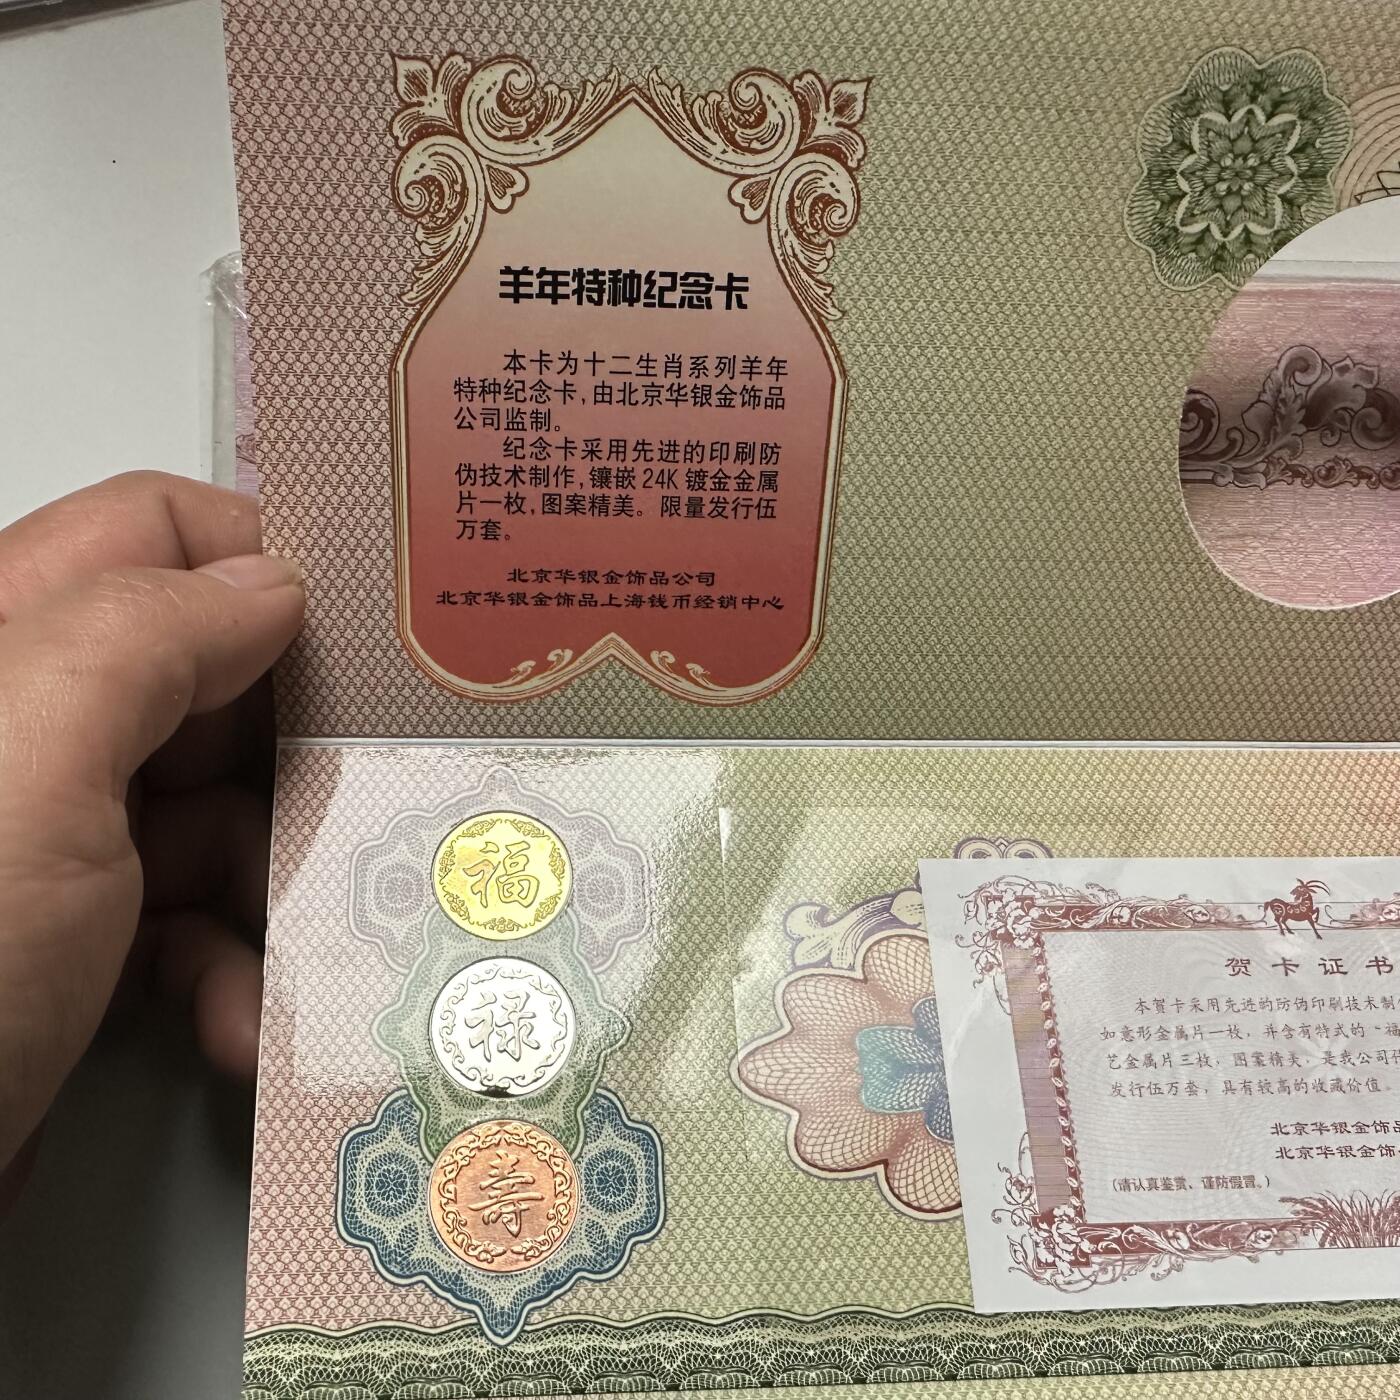 羊年特种纪念卡
本卡为十二生肖系列羊年
特种纪念卡,由北京华银金饰品
公司监制。
纪念卡采用先进的印刷防
伪技术制作,镶嵌24K镀金金属
片一枚,图案精美。限量发行伍
万套。
北京华银金饰品公司
北京华银金饰品上海钱币经销中心
福
禄
壽
贺卡证书
本贺卡采用先进的防伪印刷技术制
如意形金属片一枚，并含有特式的“福
艺金属片三枚，图案精美，是我公司
发行伍万套，具有较高的收藏价值。
北京华银金饰品
北京华银金饰
(请认真鉴赏、谨防假冒。)